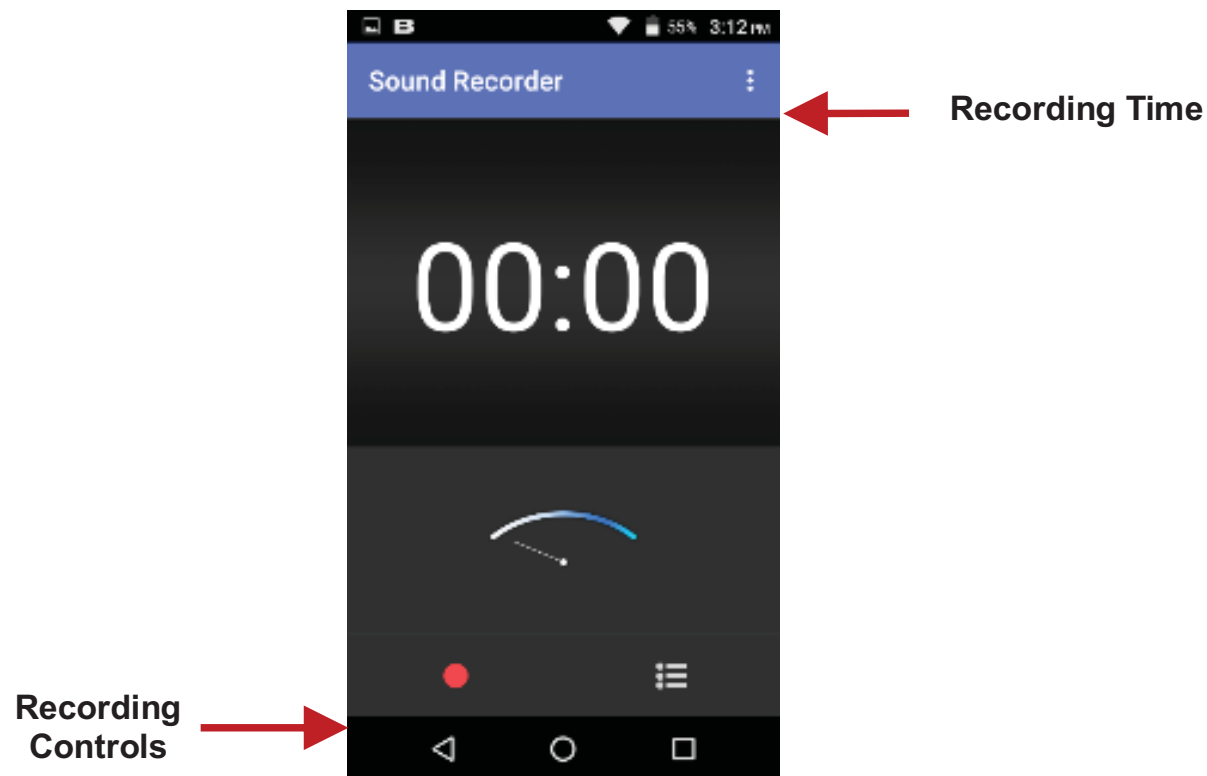 B 55% 3:12 PM
Sound Recorder
Recording Time
00:00
Recording
Controls